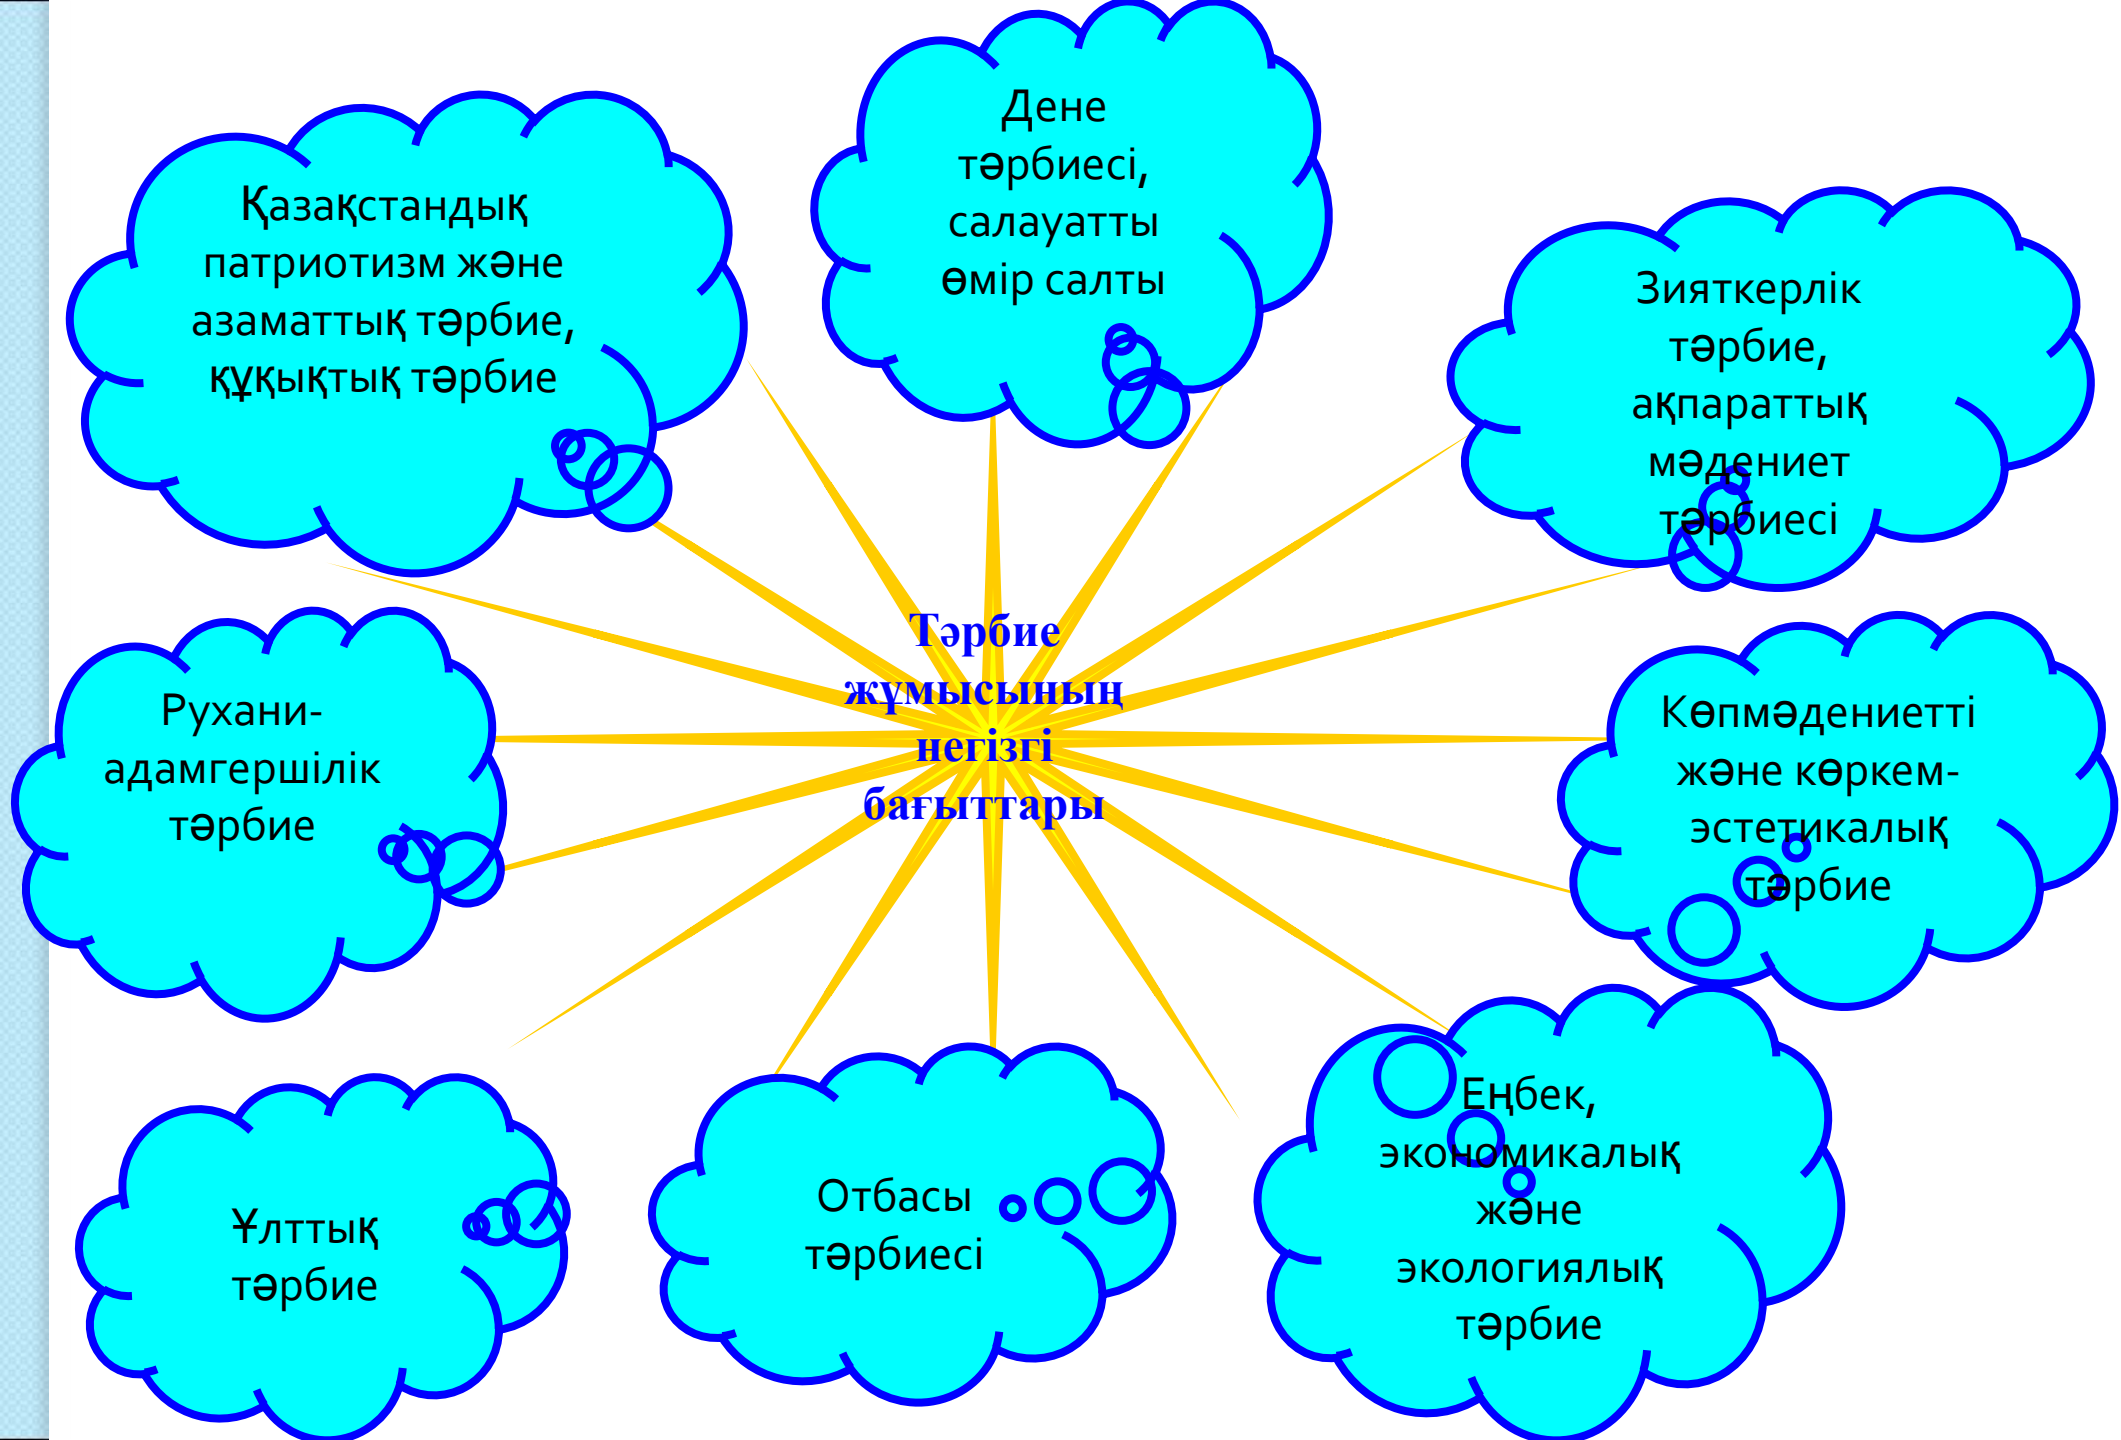 Дене
тәрбиесі,
салауатты
өмір салты
Қазақстандық
патриотизм және
азаматтық тәрбие,
құқықтық тәрбие
Зияткерлік
тәрбие,
ақпараттық
мәдениет
тәрбиесі
Тәрбие
жұмысының
негізгі
бағыттары
Рухани-
адамгершілік
тәрбие
Көпмәдениетті
және көркем-
эстетикалық
тәрбие
Ұлттық
тәрбие
Отбасы
тәрбиесі
Еңбек,
экономикалық
және
экологиялық
тәрбие